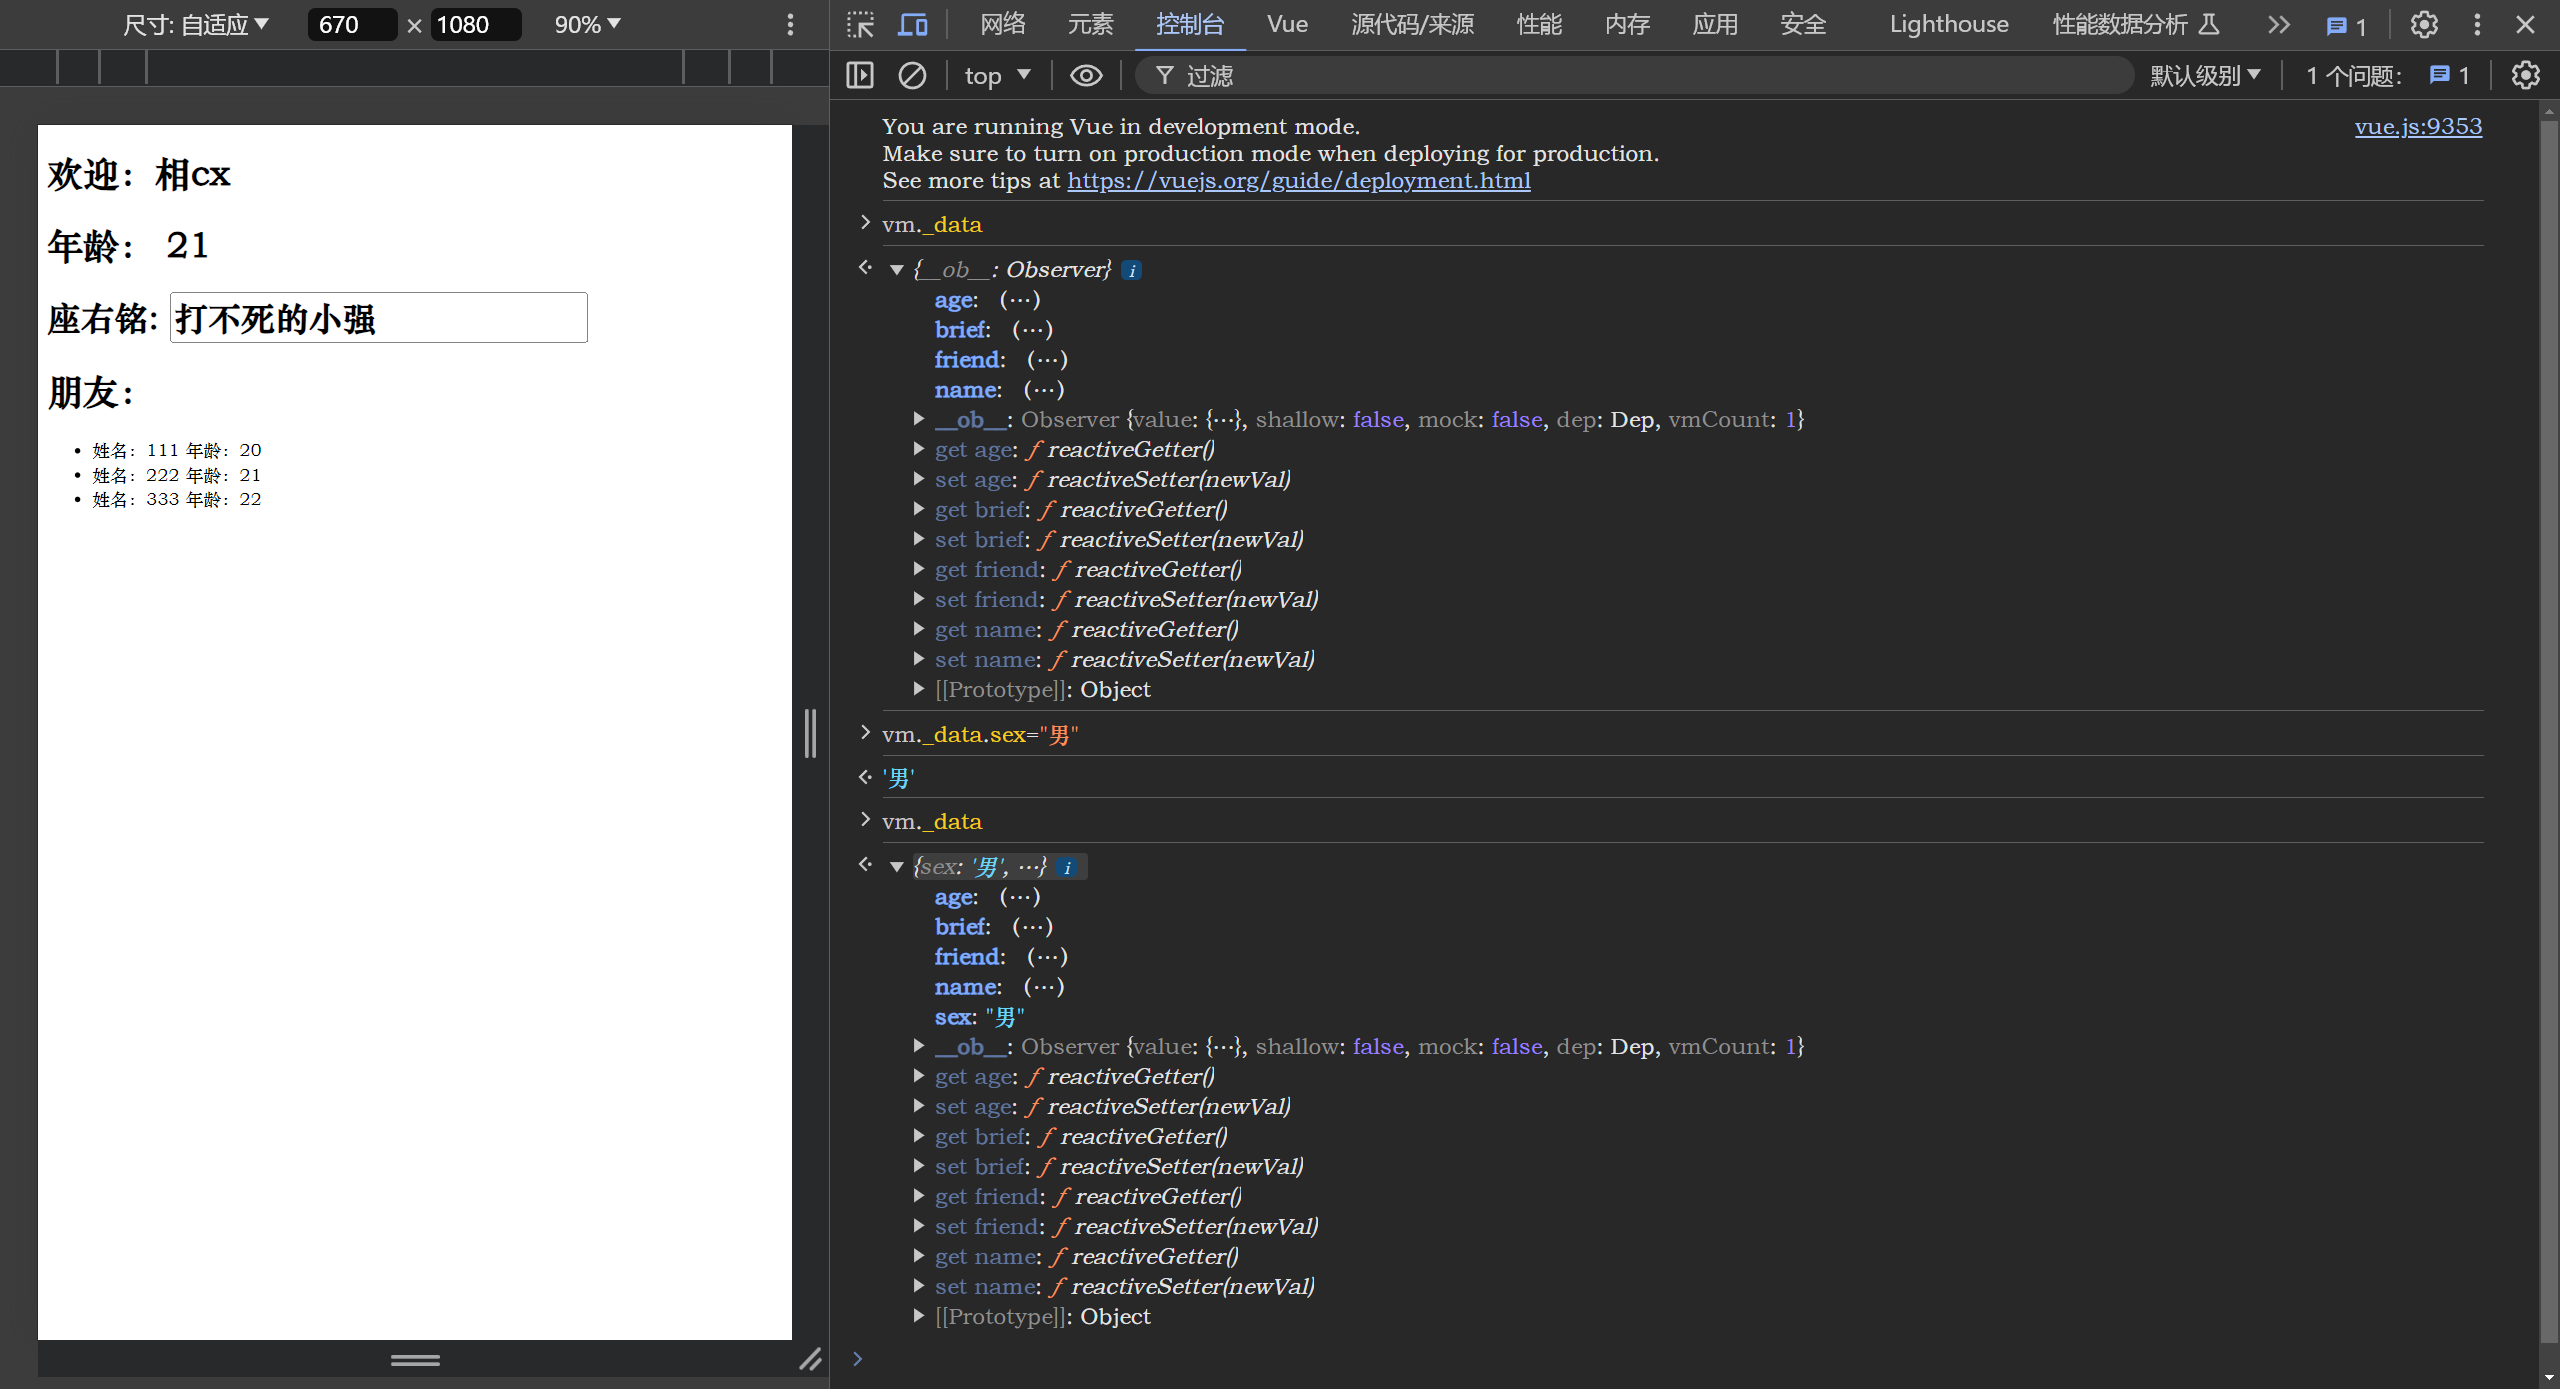 尺寸: 自适应 670 × 1080 90%
欢迎：相cx
年龄： 21
座右铭: 打不死的小强
朋友：
姓名：111 年龄：20
姓名：222 年龄：21
姓名：333 年龄：22
网络 元素 控制台 Vue 源代码/来源 性能 内存 应用 安全 Lighthouse 性能数据分析 1
top 过滤 默认级别 1 个问题： 1
You are running Vue in development mode. vue.js:9353
Make sure to turn on production mode when deploying for production.
See more tips at https://vuejs.org/guide/deployment.html
> vm._data
{__ob__: Observer} i
age: (…)
brief: (…)
friend: (…)
name: (…)
__ob__: Observer {value: {…}, shallow: false, mock: false, dep: Dep, vmCount: 1}
get age: ƒ reactiveGetter()
set age: ƒ reactiveSetter(newVal)
get brief: ƒ reactiveGetter()
set brief: ƒ reactiveSetter(newVal)
get friend: ƒ reactiveGetter()
set friend: ƒ reactiveSetter(newVal)
get name: ƒ reactiveGetter()
set name: ƒ reactiveSetter(newVal)
[[Prototype]]: Object
> vm._data.sex="男"
'男'
> vm._data
{sex: '男', …} i
age: (…)
brief: (…)
friend: (…)
name: (…)
sex: "男"
__ob__: Observer {value: {…}, shallow: false, mock: false, dep: Dep, vmCount: 1}
get age: ƒ reactiveGetter()
set age: ƒ reactiveSetter(newVal)
get brief: ƒ reactiveGetter()
set brief: ƒ reactiveSetter(newVal)
get friend: ƒ reactiveGetter()
set friend: ƒ reactiveSetter(newVal)
get name: ƒ reactiveGetter()
set name: ƒ reactiveSetter(newVal)
[[Prototype]]: Object
>